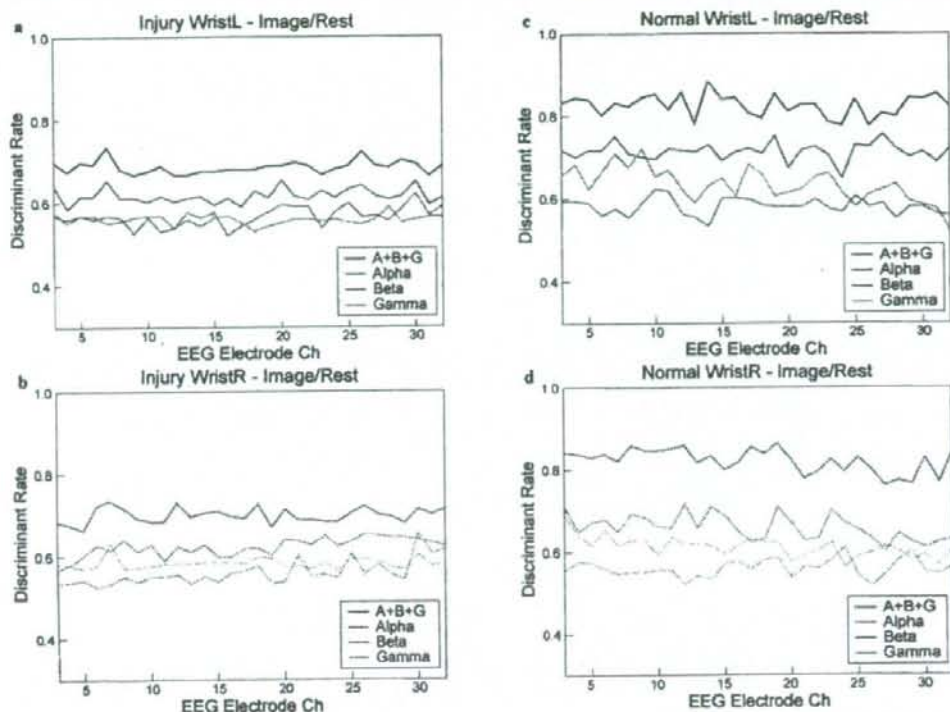 a
Injury WristL - Image/Rest
1.0
0.8
0.6
0.4
Discriminant Rate
A+B+G
Alpha
Beta
Gamma
5 10 15 20 25 30
EEG Electrode Ch
b
Injury WristR - Image/Rest
1.0
0.8
0.6
0.4
Discriminant Rate
A+B+G
Alpha
Beta
Gamma
5 10 15 20 25 30
EEG Electrode Ch
c
Normal WristL - Image/Rest
1.0
0.8
0.6
0.4
Discriminant Rate
A+B+G
Alpha
Beta
Gamma
5 10 15 20 25 30
EEG Electrode Ch
d
Normal WristR - Image/Rest
1.0
0.8
0.6
0.4
Discriminant Rate
A+B+G
Alpha
Beta
Gamma
5 10 15 20 25 30
EEG Electrode Ch